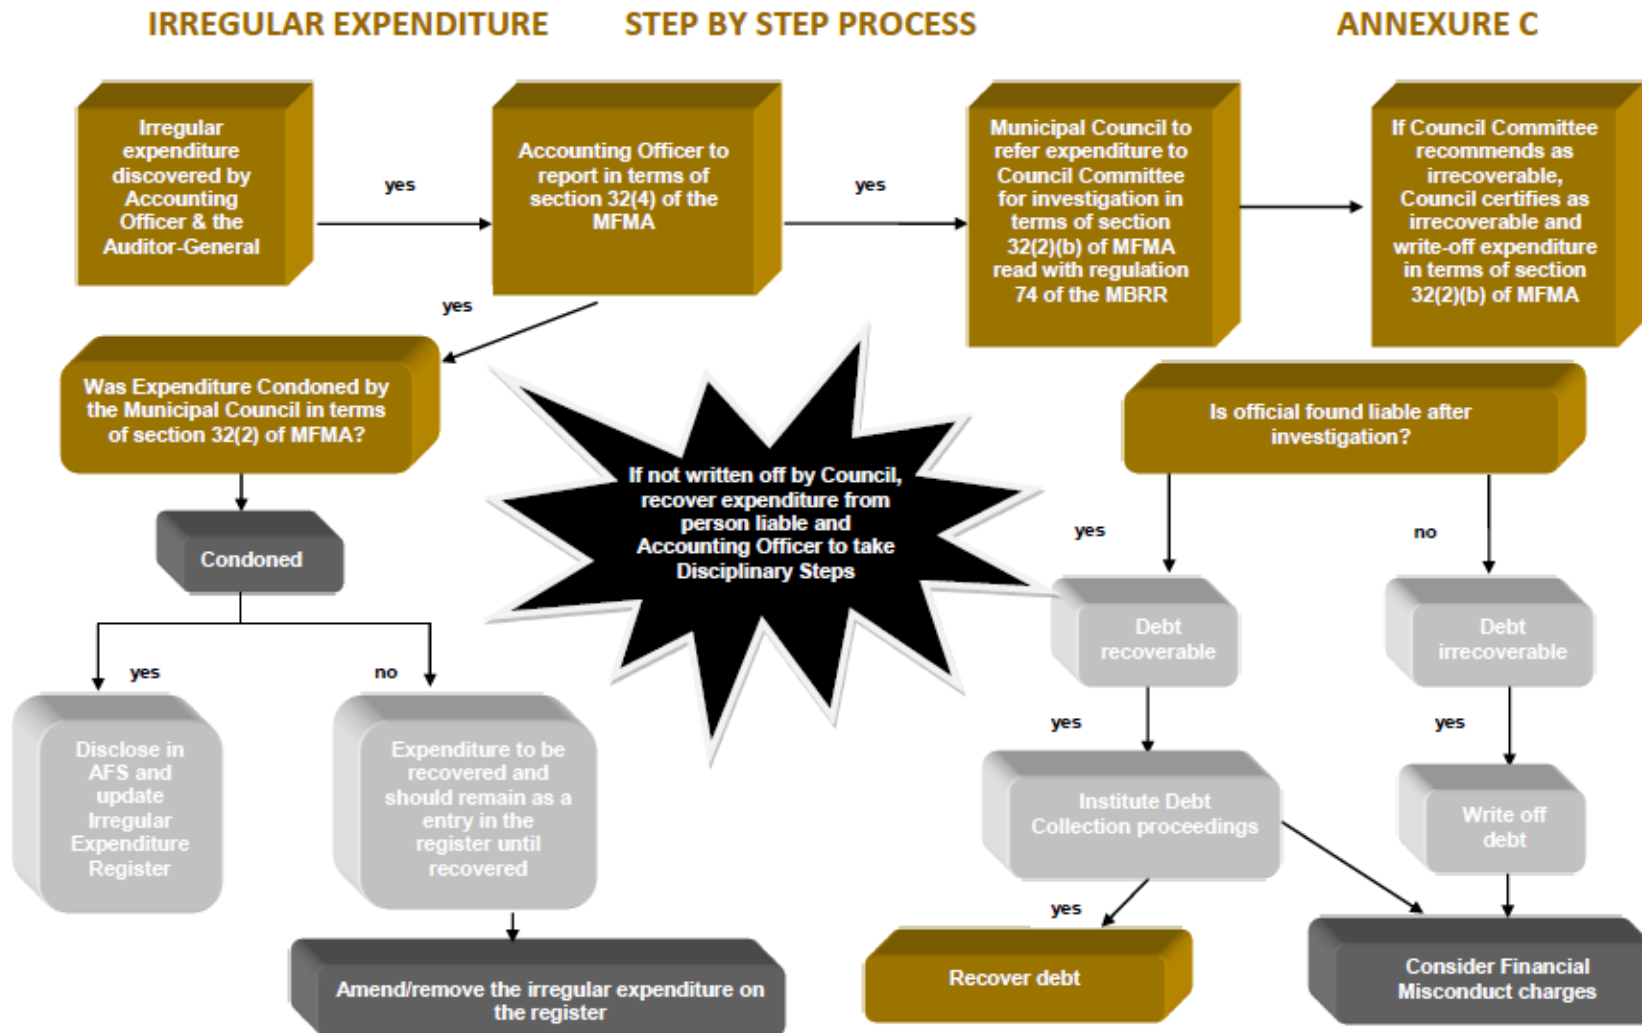 IRREGULAR EXPENDITURE STEP BY STEP PROCESS ANNEXURE C
Irregular
expenditure
discovered by
Accounting
Officer & the
Auditor-General
yes
Accounting Officer to
report in terms of
section 32(4) of the
MFMA
yes
Municipal Council to
refer expenditure to
Council Committee
for investigation in
terms of section
32(2)(b) of MFMA
read with regulation
74 of the MBRR
If Council Committee
recommends as
irrecoverable,
Council certifies as
irrecoverable and
write-off expenditure
in terms of section
32(2)(b) of MFMA
yes
Was Expenditure Condoned by
the Municipal Council in terms
of section 32(2) of MFMA?
Condoned
yes
no
Disclose in
AFS and
update
Irregular
Expenditure
Register
Expenditure to be
recovered and
should remain as a
entry in the
register until
recovered
Amend/remove the irregular expenditure on
the register
If not written off by Council,
recover expenditure from
person liable and
Accounting Officer to take
Disciplinary Steps
Is official found liable after
investigation?
yes
no
Debt
recoverable
Debt
irrecoverable
yes
yes
Institute Debt
Collection proceedings
Write off
debt
yes
Recover debt
Consider Financial
Misconduct charges